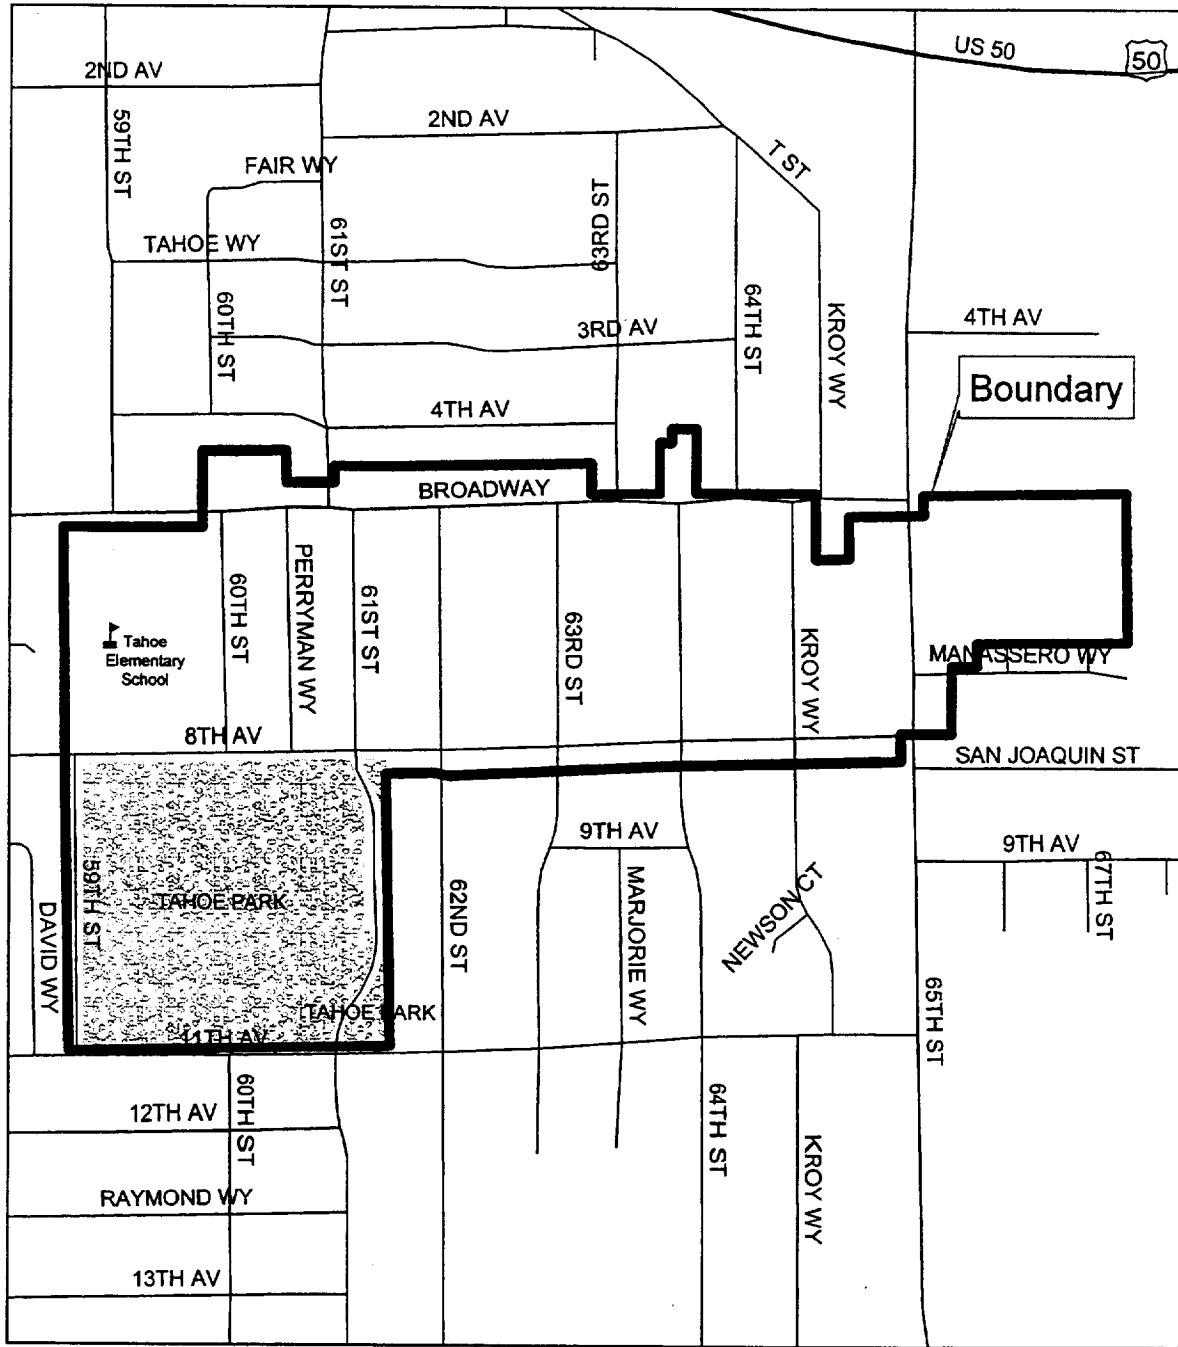 US 50
50
2ND AV
2ND AV
59TH ST
T ST
FAIR WY
63RD ST
61ST ST
TAHOE WY
60TH ST
64TH ST
KROY WY
4TH AV
3RD AV
Boundary
4TH AV
BROADWAY
PERRYMAN WY
60TH ST
61ST ST
63RD ST
KROY WY
Tahoe
Elementary
School
MANASSERO WY
8TH AV
SAN JOAQUIN ST
9TH AV
9TH AV
59TH ST
TAHOE PARK
62ND ST
MARJORIE WY
NEWSON CT
67TH ST
DAVID WY
65TH ST
TAHOE PARK
11TH AV
12TH AV
60TH ST
64TH ST
KROY WY
RAYMOND WY
13TH AV